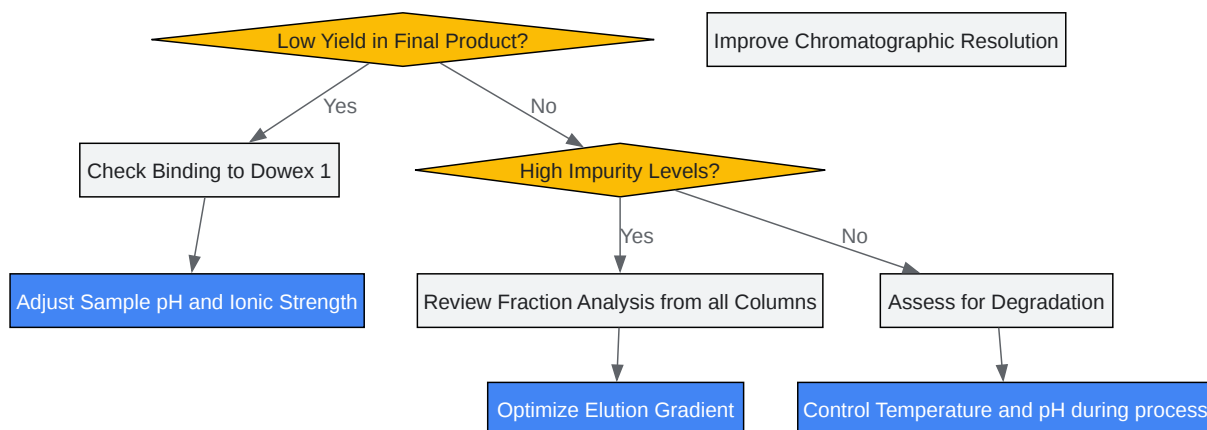 Low Yield in Final Product?
Improve Chromatographic Resolution
Yes
No
Check Binding to Dowex 1
High Impurity Levels?
Yes
No
Adjust Sample pH and Ionic Strength
Review Fraction Analysis from all Columns
Assess for Degradation
Optimize Elution Gradient
Control Temperature and pH during process